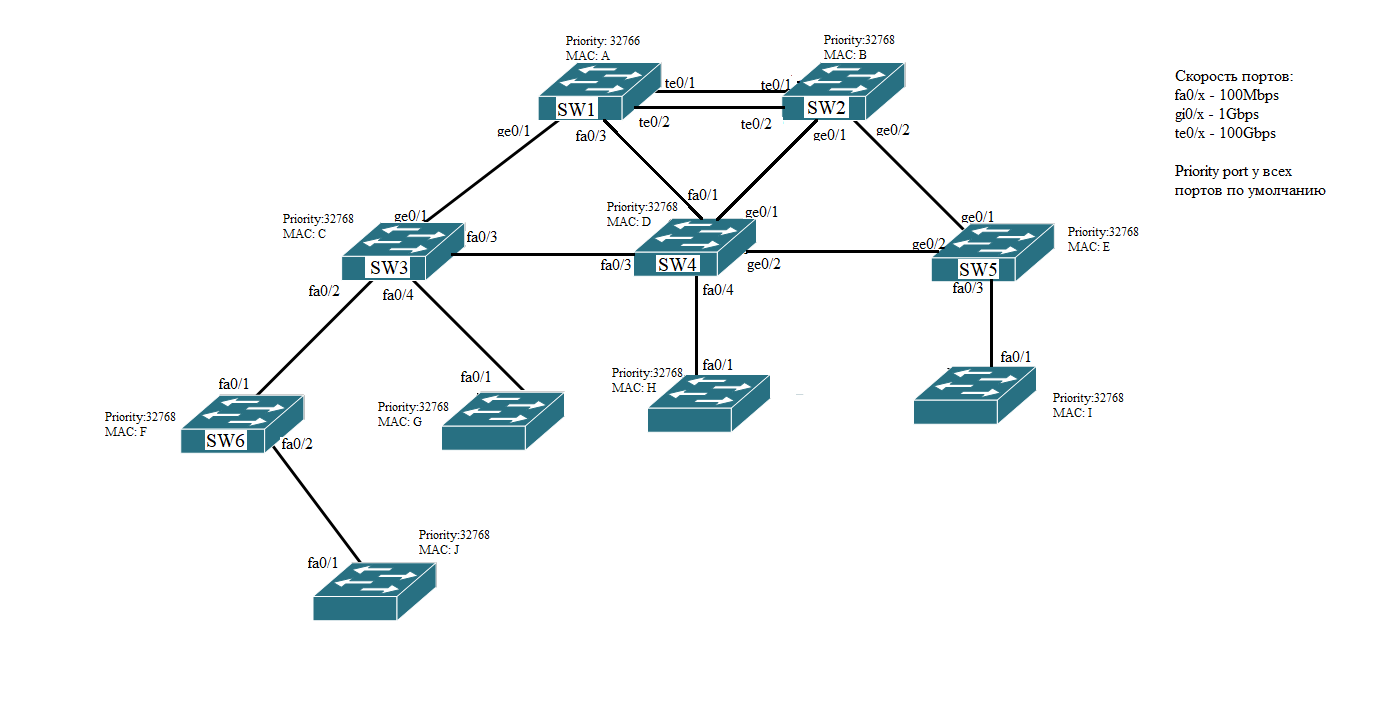 Priority: 32766
MAC: A
Priority:32768
MAC: B
te0/1
te0/1
SW1
SW2
te0/2
te0/2
ge0/1
fa0/3
ge0/1
ge0/2
Скорость портов:
fa0/x - 100Mbps
gi0/x - 1Gbps
te0/x - 100Gbps
Priority port у всех
портов по умолчанию
Priority:32768
MAC: C
ge0/1
fa0/3
SW3
fa0/2
fa0/4
Priority:32768
MAC: D
fa0/1
ge0/1
fa0/3
SW4
ge0/2
fa0/4
ge0/1
ge0/2
Priority:32768
MAC: E
SW5
fa0/3
fa0/1
Priority:32768
MAC: F
SW6
fa0/2
fa0/1
Priority:32768
MAC: G
Priority:32768
MAC: H
fa0/1
fa0/1
Priority:32768
MAC: I
Priority:32768
MAC: J
fa0/1